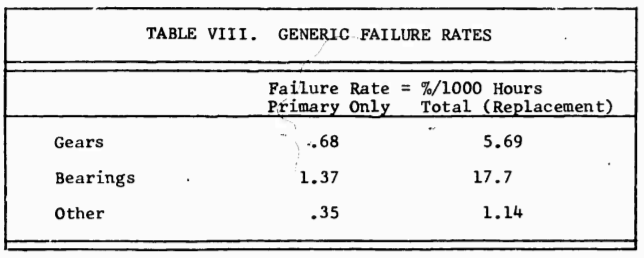 TABLE VIII. GENERIC FAILURE RATES
Failure Rate = %/1000 Hours
Primary Only Total (Replacement)
Gears .68 5.69
Bearings 1.37 17.7
Other .35 1.14